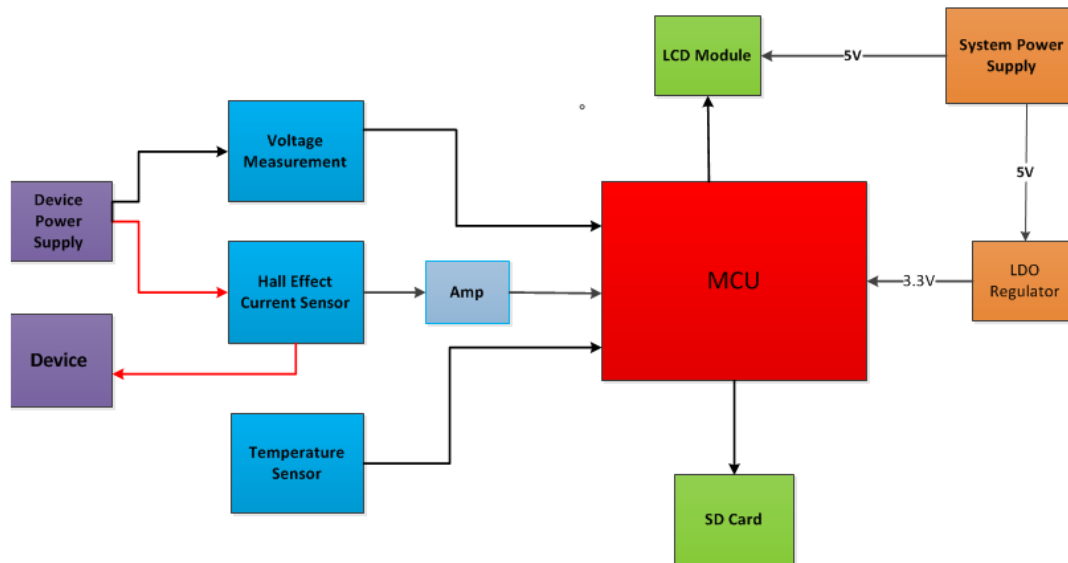 LCD Module
5V
System Power
Supply
Voltage
Measurement
5V
Device
Power
Supply
Hall Effect
Current Sensor
Amp
MCU
3.3V
LDO
Regulator
Device
Temperature
Sensor
SD Card